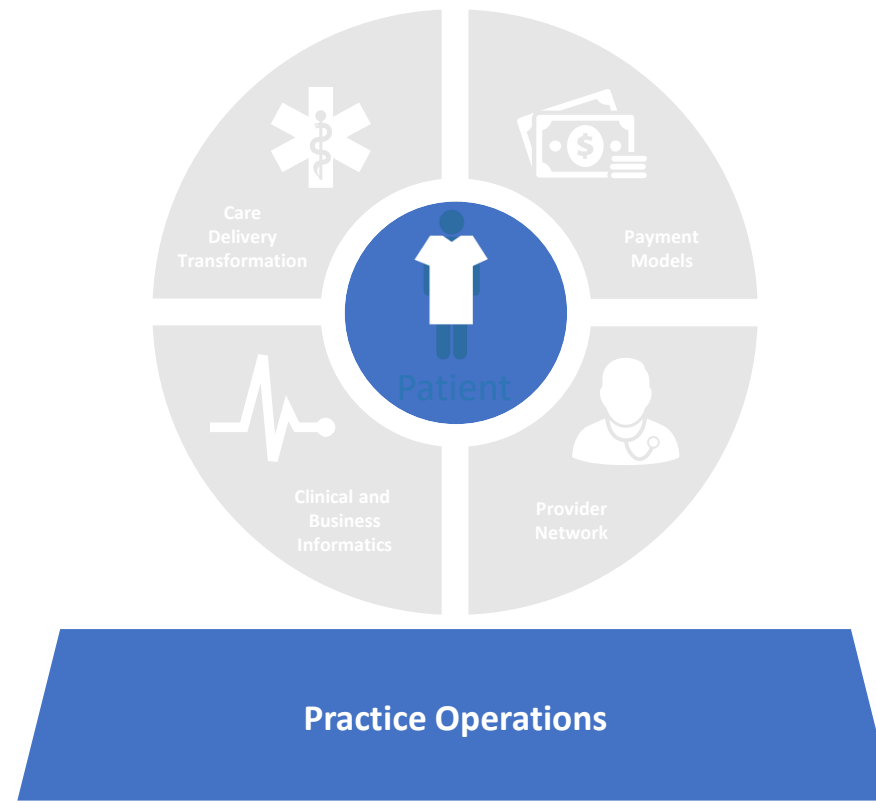 Care
Delivery
Transformation
Payment
Models
$
Patient
Clinical and
Business
Informatics
Provider
Network
Practice Operations